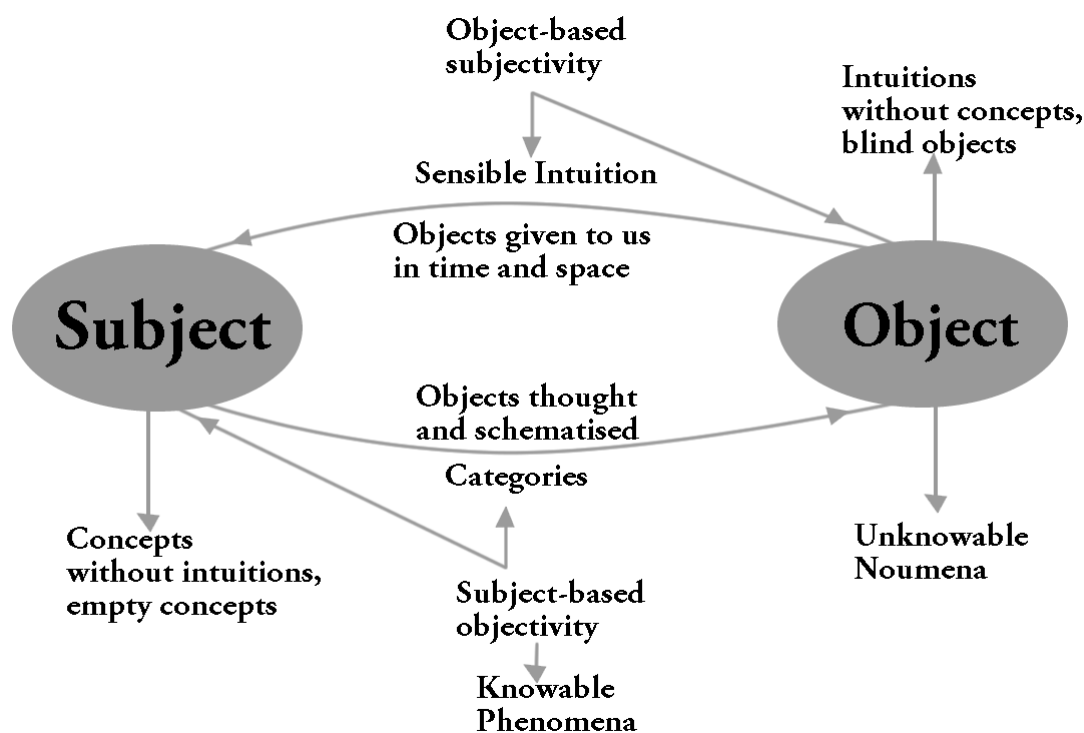 Object-based
subjectivity
Intuitions
without concepts,
blind objects
Sensible Intuition
Objects given to us
in time and space
Subject
Object
Objects thought
and schematised
Categories
Concepts
without intuitions,
empty concepts
Unknowable
Noumena
Subject-based
objectivity
Knowable
Phenomena